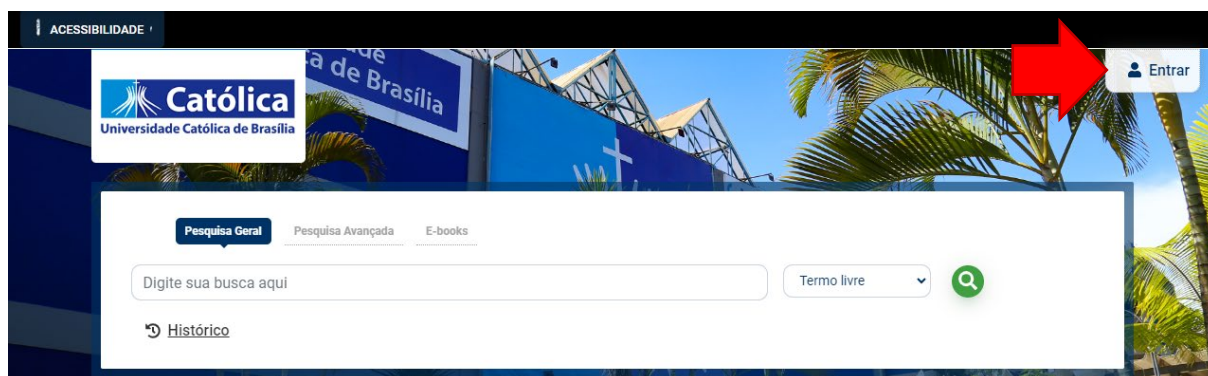 ACESSIBILIDADE
Entrar
a de Brasília
Católica
Universidade Católica de Brasília
Pesquisa Geral
Pesquisa Avançada
E-books
Digite sua busca aqui
Termo livre
Histórico